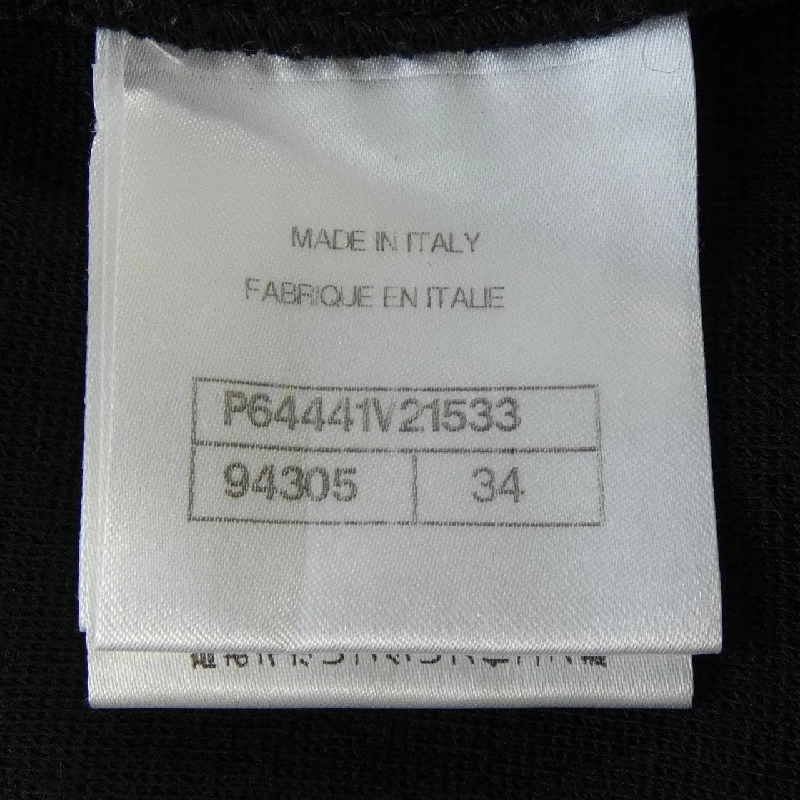 MADE IN ITALY
FABRIQUE EN ITALIE
P64441V21533
94305 34